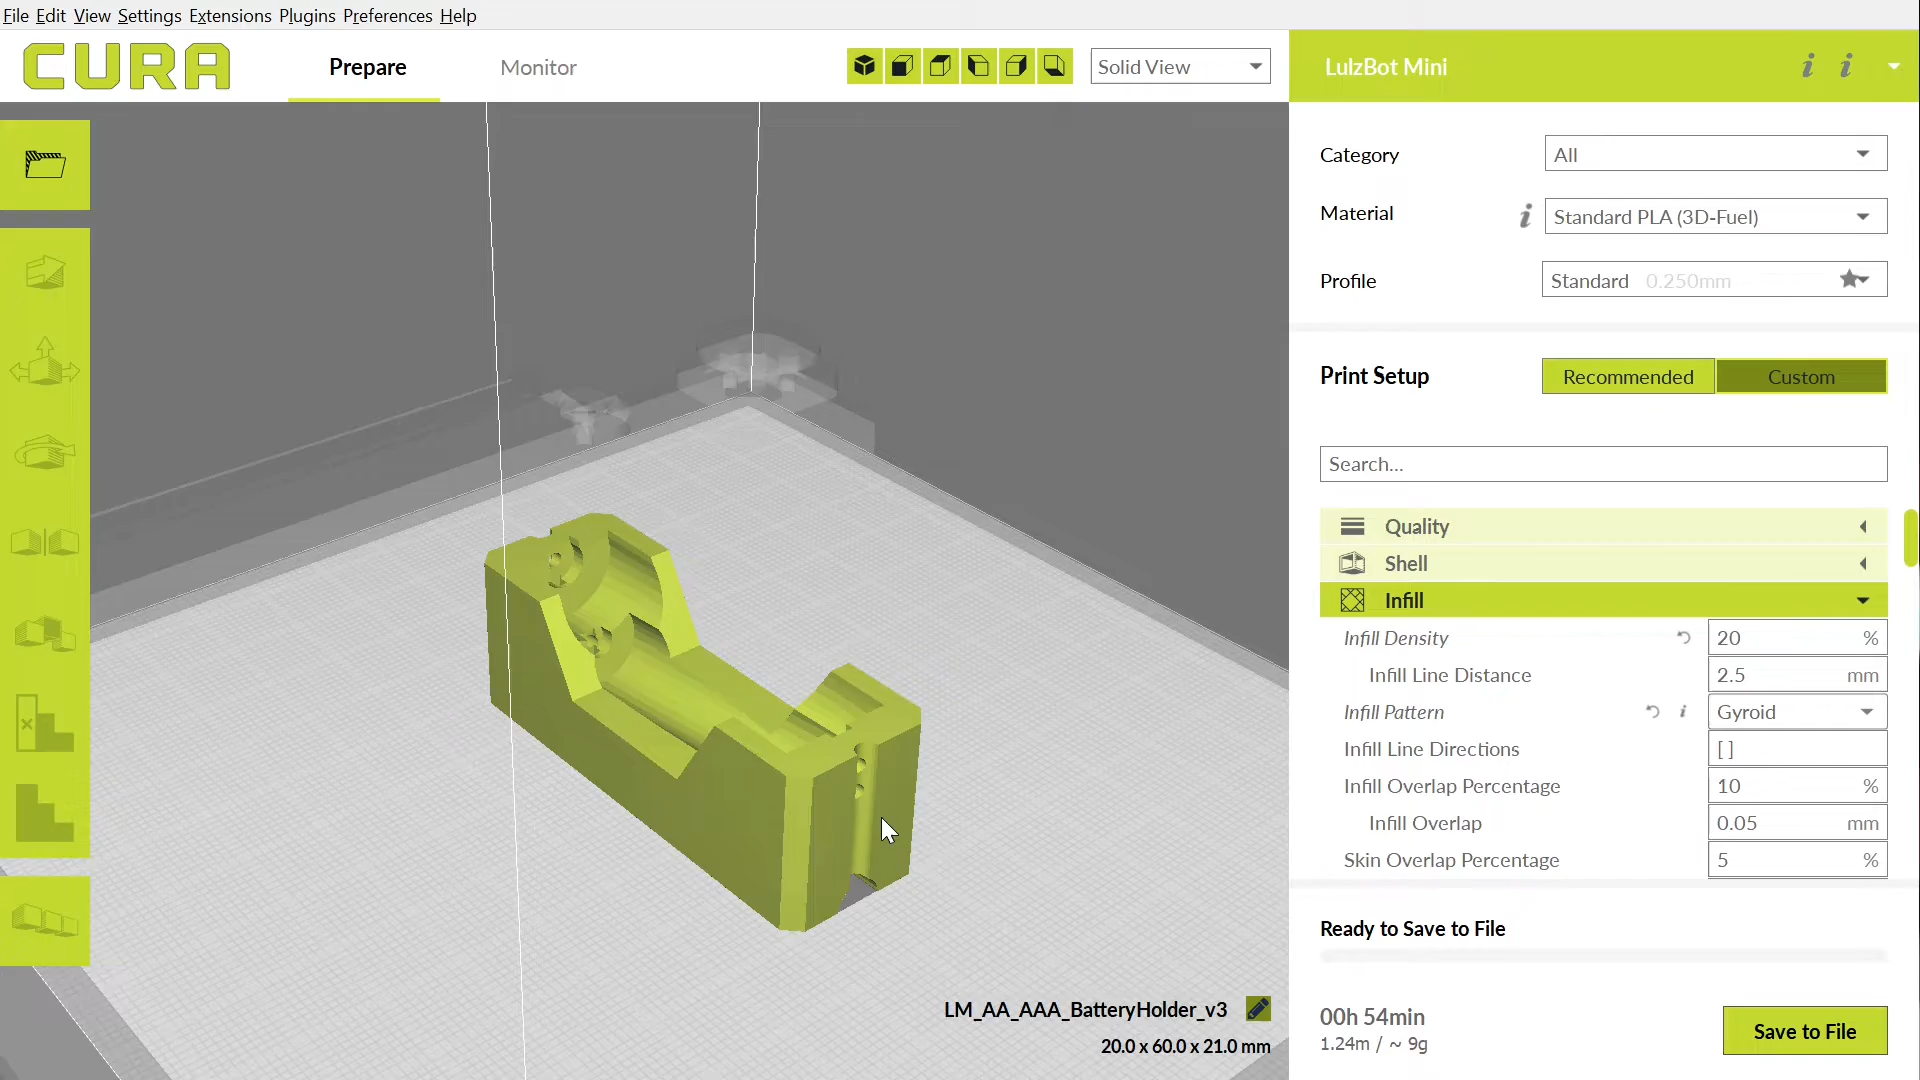 File Edit View Settings Extensions Plugins Preferences Help
CURA
Prepare
Monitor
Solid View
LulzBot Mini
Category
All
Material
Standard PLA (3D-Fuel)
Profile
Standard 0.250mm
Print Setup
Recommended
Custom
Search...
Quality
Shell
Infill
Infill Density
20 %
Infill Line Distance
2.5 mm
Infill Pattern
Gyroid
Infill Line Directions
[ ]
Infill Overlap Percentage
10 %
Infill Overlap
0.05 mm
Skin Overlap Percentage
5 %
Ready to Save to File
LM_AA_AAA_BatteryHolder_v3
20.0 x 60.0 x 21.0 mm
00h 54min
1.24m / ~ 9g
Save to File